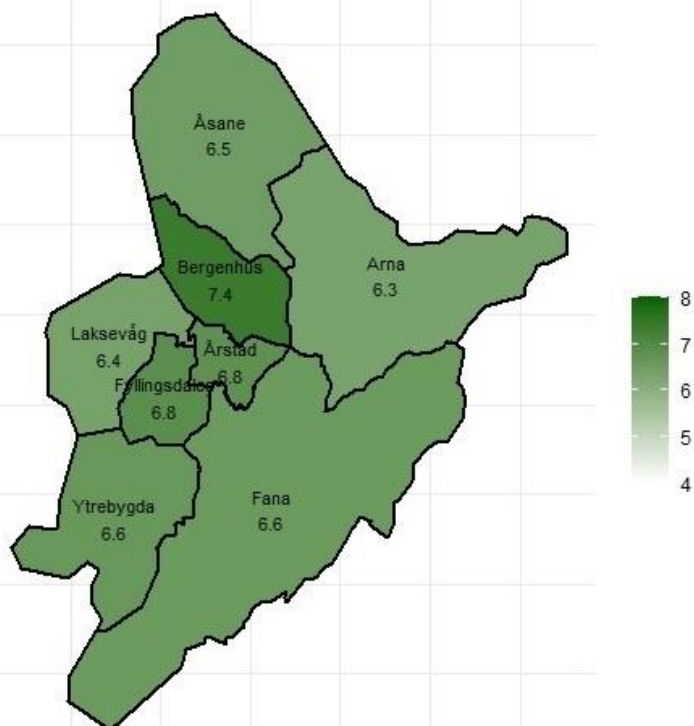 Åsane
6.5
Bergenhus
7.4
Arna
6.3
Laksevåg
6.4
Årstad
6.8
Fyllingsdalen
6.8
Ytrebygda
6.6
Fana
6.6
8
7
6
5
4